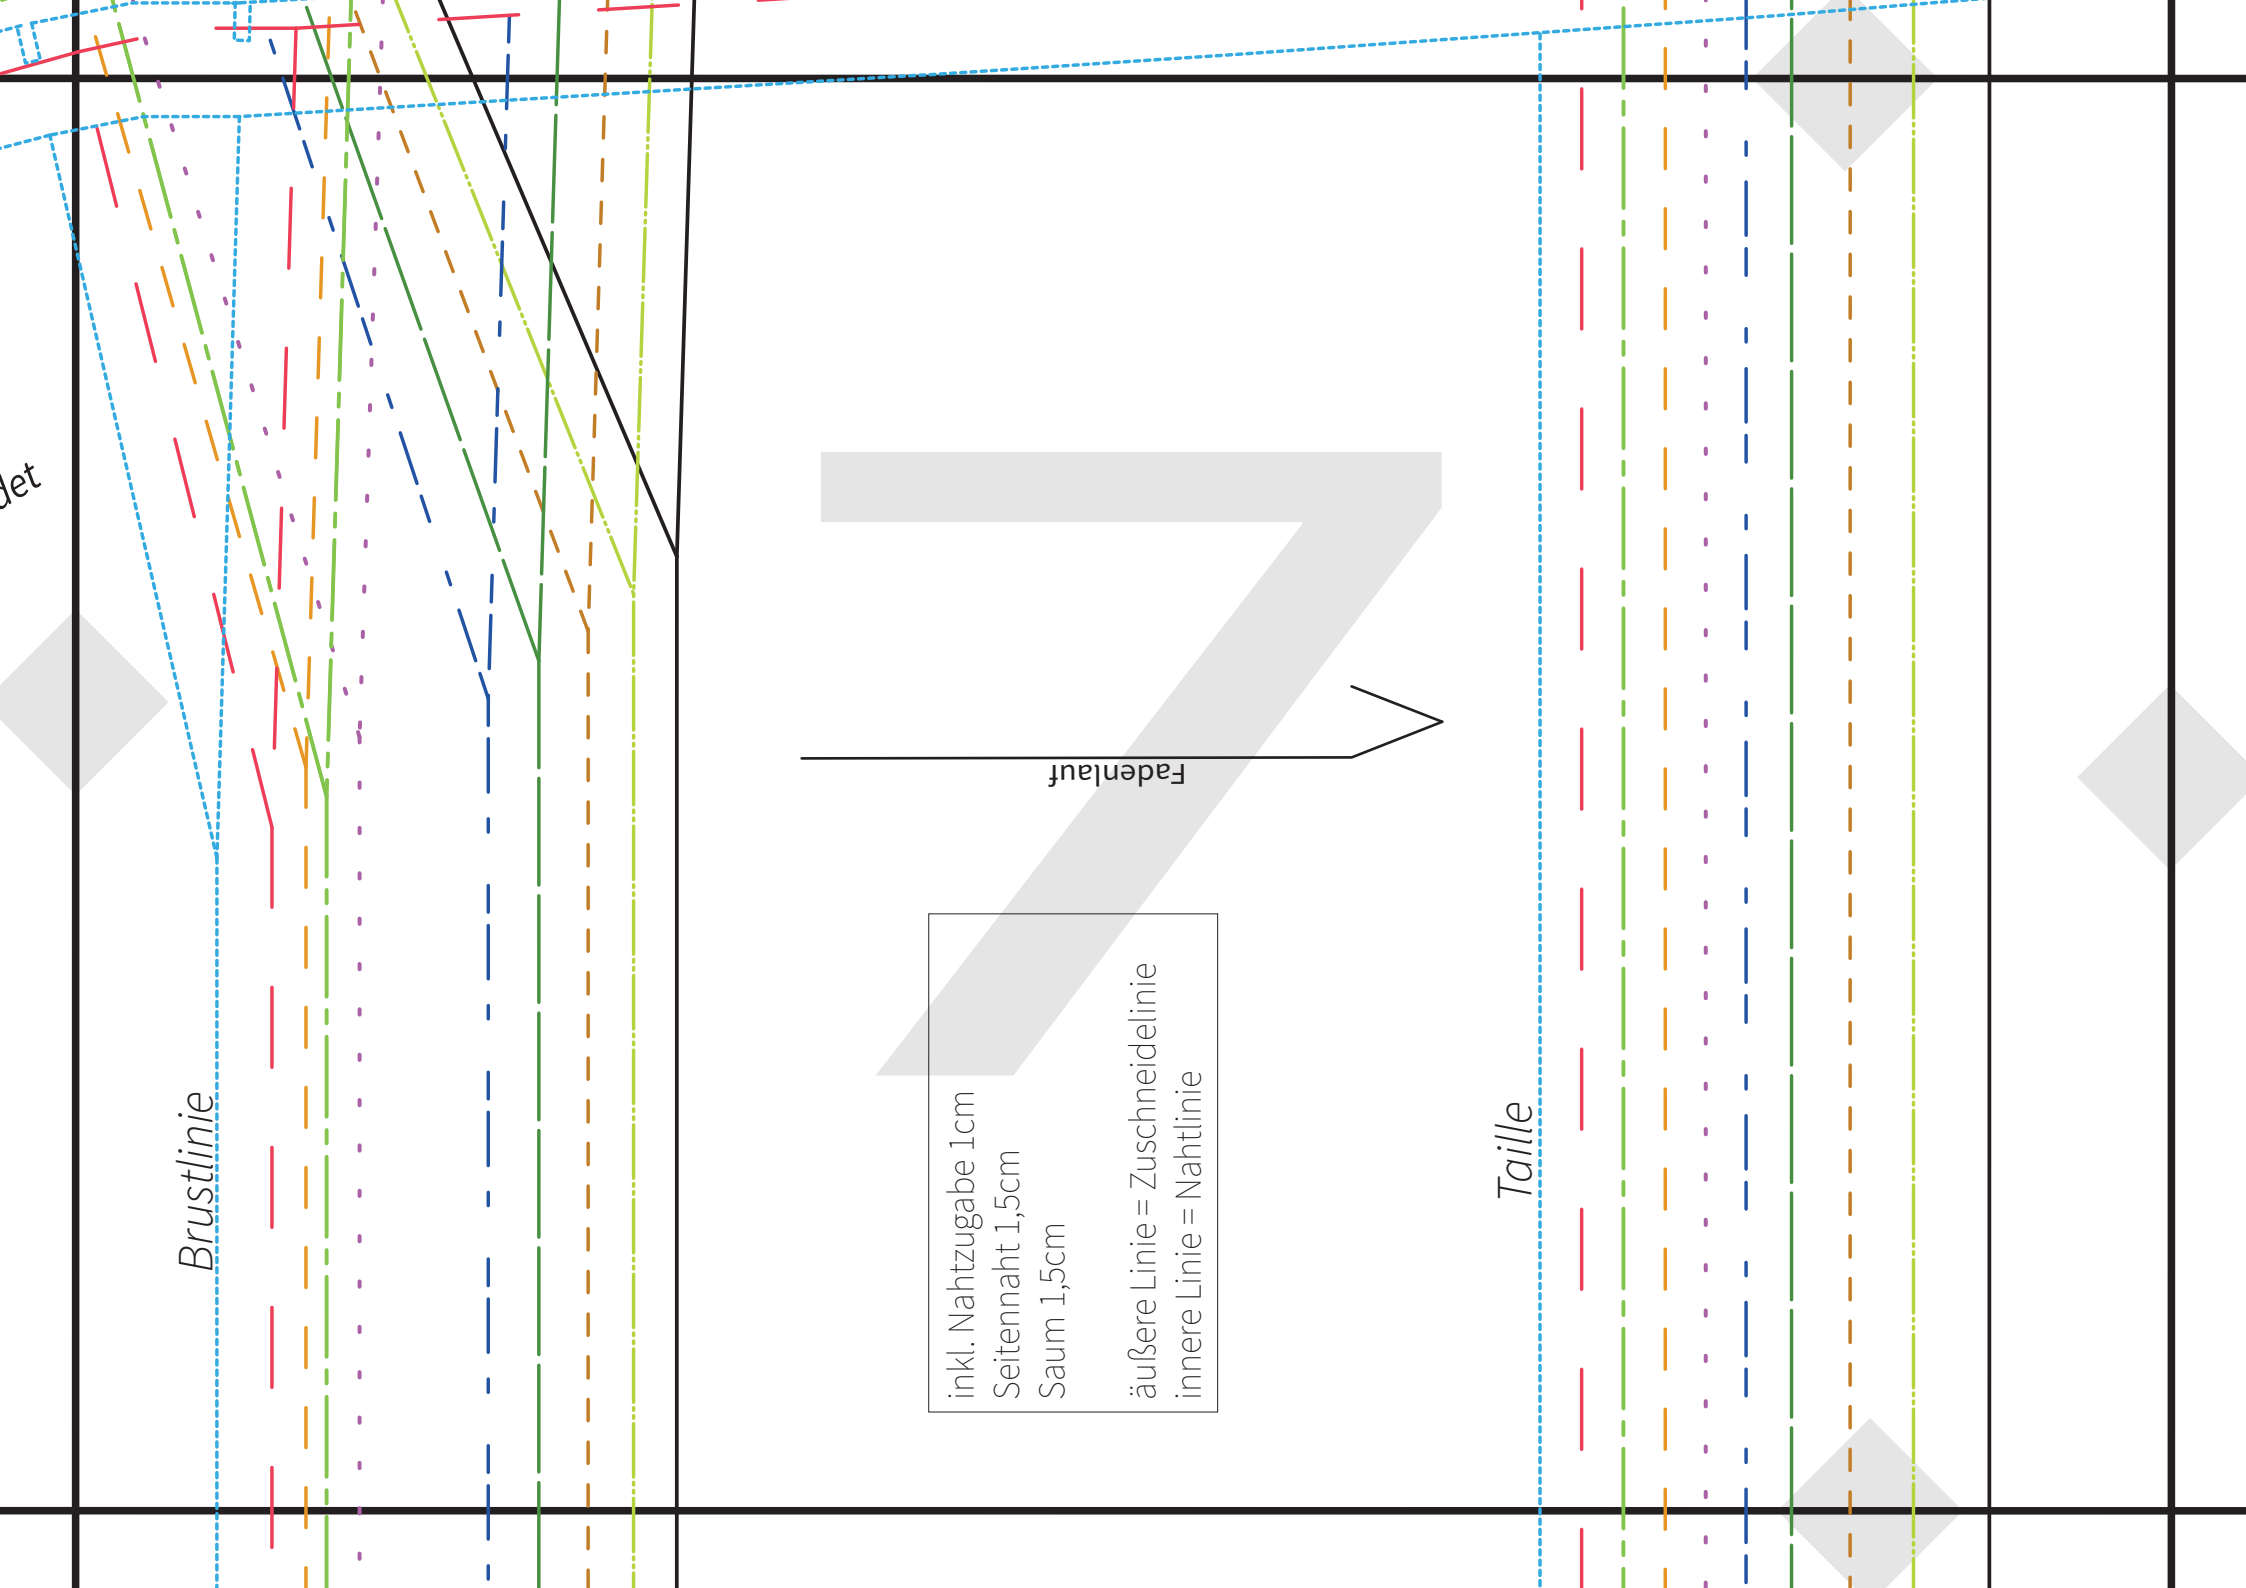 det
7
Fadenlauf
Brustlinie
inkl. Nahtzugabe 1cm
Seitennaht 1,5cm
Saum 1,5cm
äußere Linie = Zuschneidelinie
innere Linie = Nahtlinie
Taille